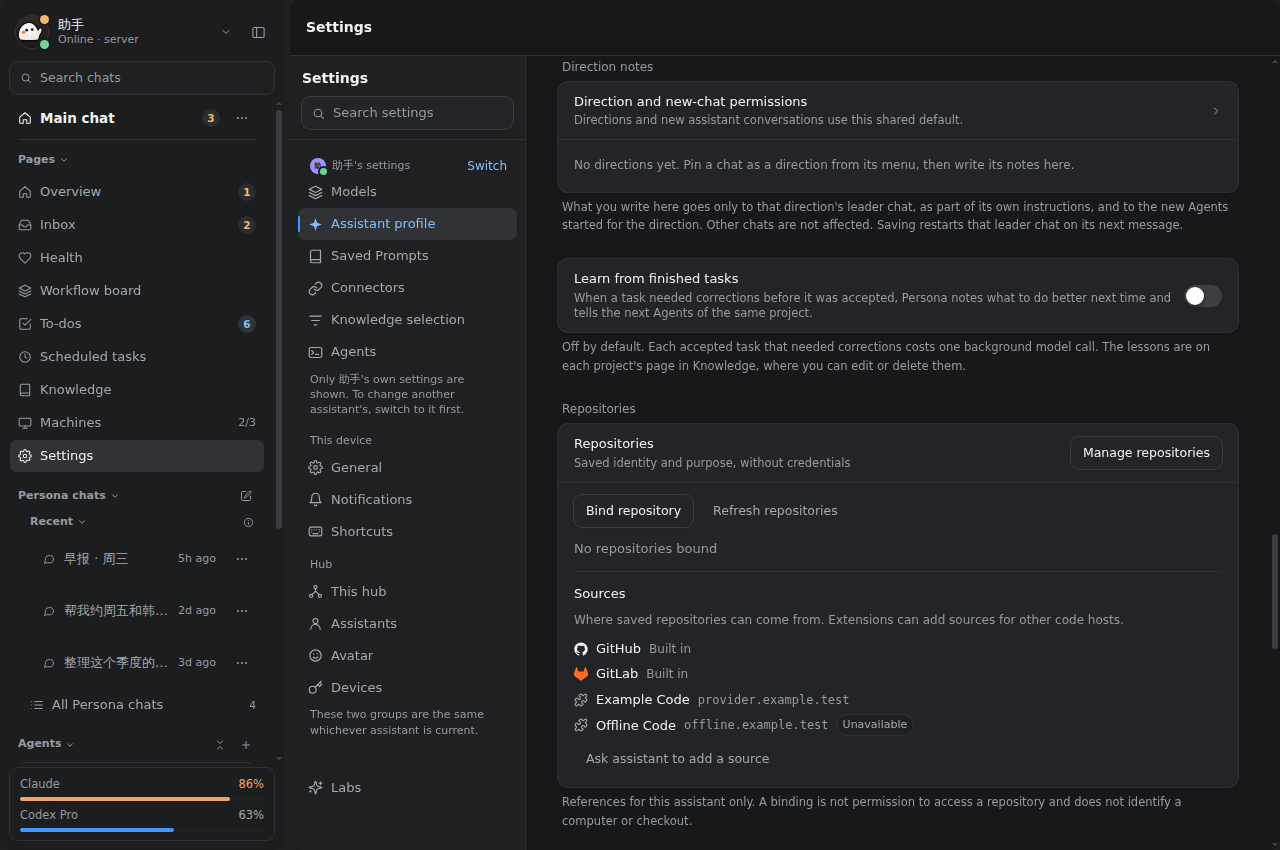 助手
Online · server
Search chats
Main chat
3
Pages
Overview
1
Inbox
2
Health
Workflow board
To-dos
6
Scheduled tasks
Knowledge
Machines
2/3
Settings
Persona chats
Recent
早报 · 周三
5h ago
帮我约周五和韩…
2d ago
整理这个季度的…
3d ago
All Persona chats
4
Agents
Claude
86%
Codex Pro
63%
Settings
Settings
Search settings
助手's settings
Switch
Models
Assistant profile
Saved Prompts
Connectors
Knowledge selection
Agents
Only 助手's own settings are
shown. To change another
assistant's, switch to it first.
This device
General
Notifications
Shortcuts
Hub
This hub
Assistants
Avatar
Devices
These two groups are the same
whichever assistant is current.
Labs
Direction notes
Direction and new-chat permissions
Directions and new assistant conversations use this shared default.
No directions yet. Pin a chat as a direction from its menu, then write its notes here.
What you write here goes only to that direction's leader chat, as part of its own instructions, and to the new Agents
started for the direction. Other chats are not affected. Saving restarts that leader chat on its next message.
Learn from finished tasks
When a task needed corrections before it was accepted, Persona notes what to do better next time and
tells the next Agents of the same project.
Off by default. Each accepted task that needed corrections costs one background model call. The lessons are on
each project's page in Knowledge, where you can edit or delete them.
Repositories
Repositories
Saved identity and purpose, without credentials
Manage repositories
Bind repository
Refresh repositories
No repositories bound
Sources
Where saved repositories can come from. Extensions can add sources for other code hosts.
GitHub Built in
GitLab Built in
Example Code provider.example.test
Offline Code offline.example.test Unavailable
Ask assistant to add a source
References for this assistant only. A binding is not permission to access a repository and does not identify a
computer or checkout.